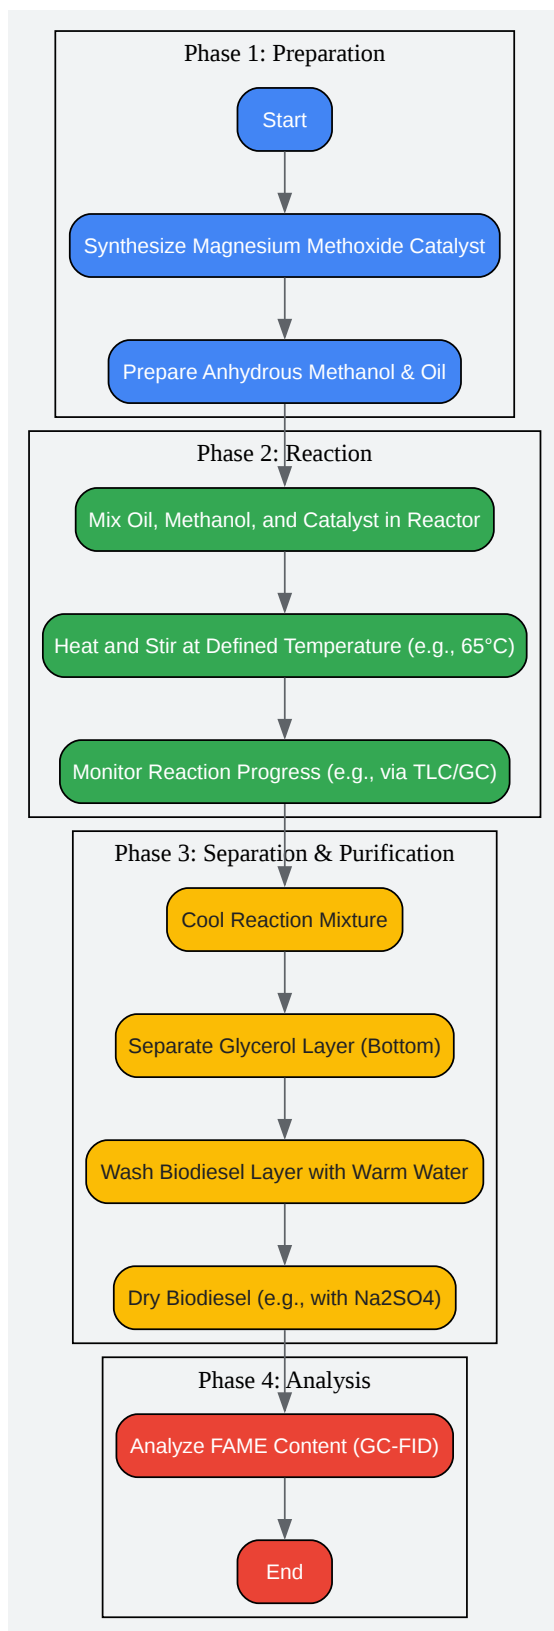 Phase 1: Preparation
Start
Synthesize Magnesium Methoxide Catalyst
Prepare Anhydrous Methanol & Oil
Phase 2: Reaction
Mix Oil, Methanol, and Catalyst in Reactor
Heat and Stir at Defined Temperature (e.g., 65°C)
Monitor Reaction Progress (e.g., via TLC/GC)
Phase 3: Separation & Purification
Cool Reaction Mixture
Separate Glycerol Layer (Bottom)
Wash Biodiesel Layer with Warm Water
Dry Biodiesel (e.g., with Na2SO4)
Phase 4: Analysis
Analyze FAME Content (GC-FID)
End